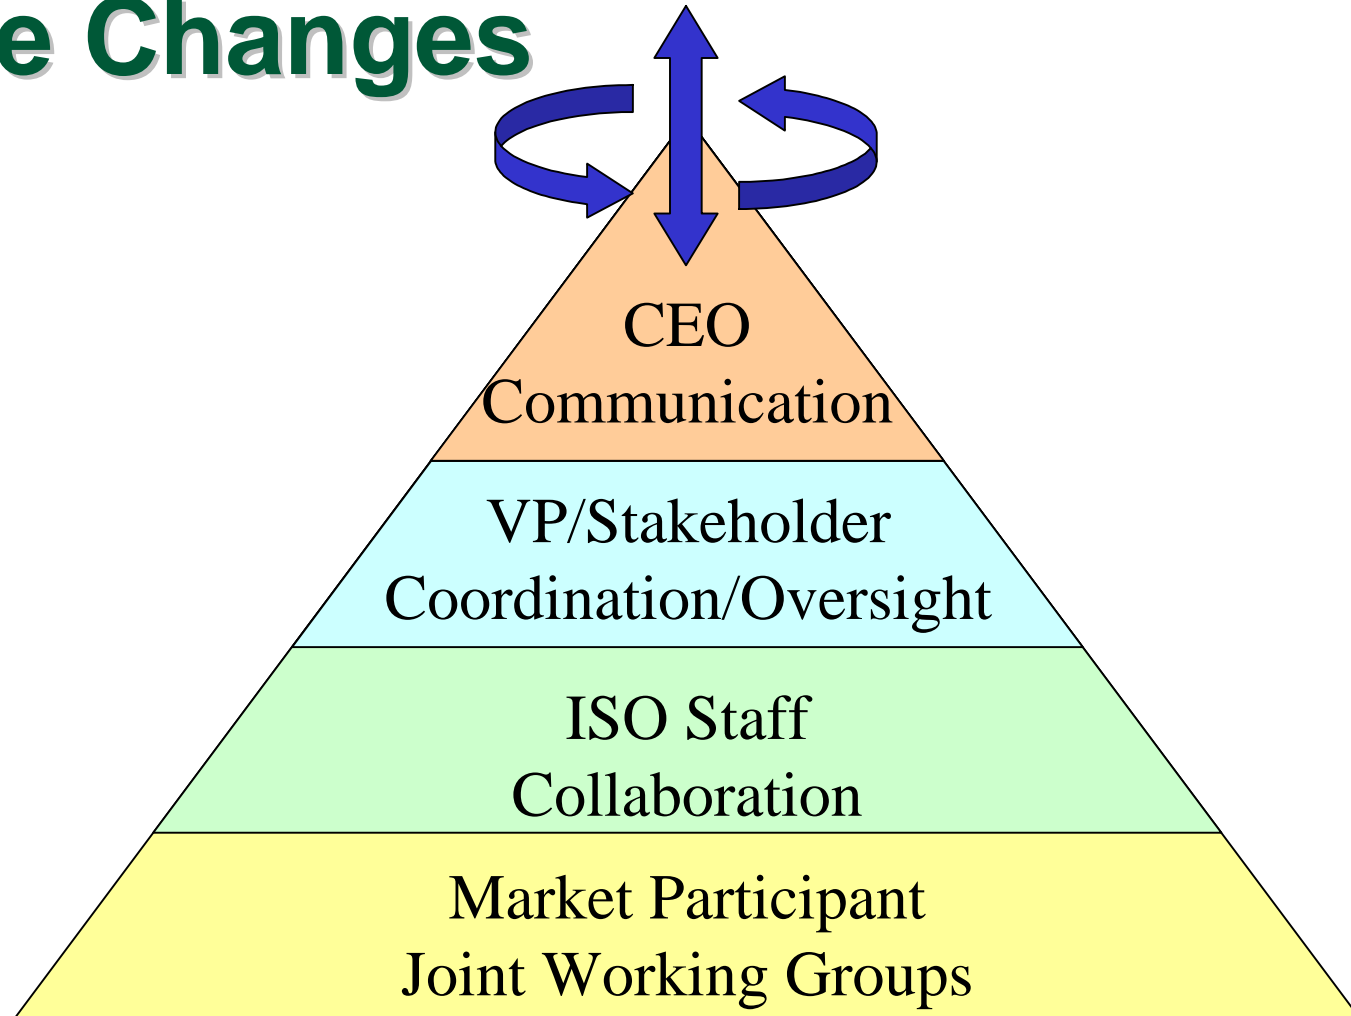 e Changes
CEO
Communication
VP/Stakeholder
Coordination/Oversight
ISO Staff
Collaboration
Market Participant
Joint Working Groups